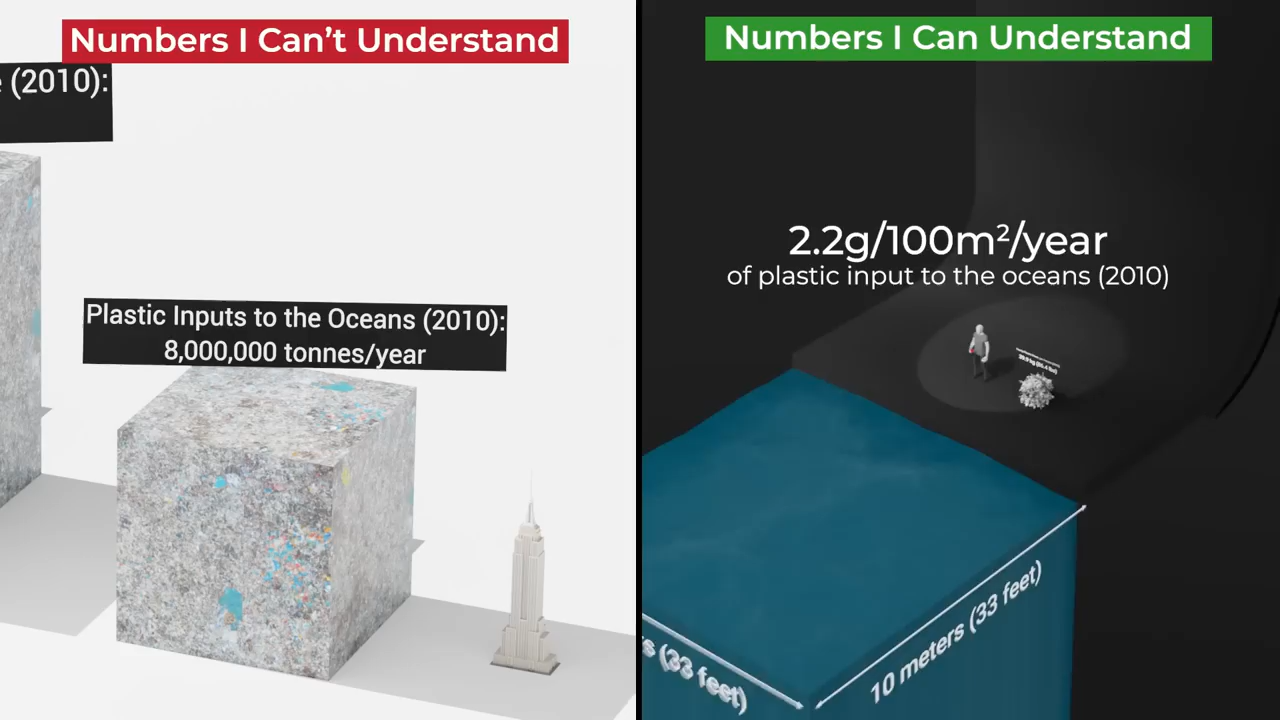 Numbers I Can't Understand
(2010):
Plastic Inputs to the Oceans (2010):
8,000,000 tonnes/year
Numbers I Can Understand
2.2g/100m²/year
of plastic input to the oceans (2010)
(33 feet)
10 meters (33 feet)